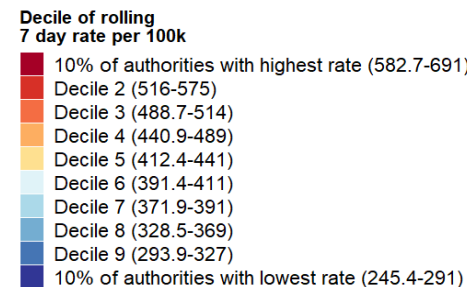 Decile of rolling
7 day rate per 100k
10% of authorities with highest rate (582.7-691)
Decile 2 (516-575)
Decile 3 (488.7-514)
Decile 4 (440.9-489)
Decile 5 (412.4-441)
Decile 6 (391.4-411)
Decile 7 (371.9-391)
Decile 8 (328.5-369)
Decile 9 (293.9-327)
10% of authorities with lowest rate (245.4-291)